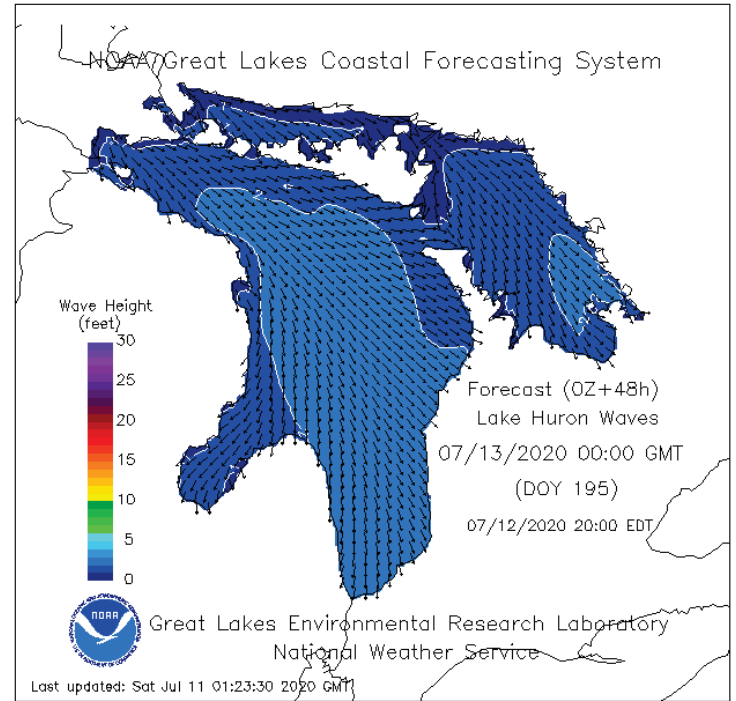 NOAA Great Lakes Coastal Forecasting System
Wave Height
(feet)
30
25
20
15
10
5
0
Forecast (0Z+48h)
Lake Huron Waves
07/13/2020 00:00 GMT
(DOY 195)
07/12/2020 20:00 EDT
NOAA
Great Lakes Environmental Research Laboratory
National Weather Service
Last updated: Sat Jul 11 01:23:30 2020 GMT